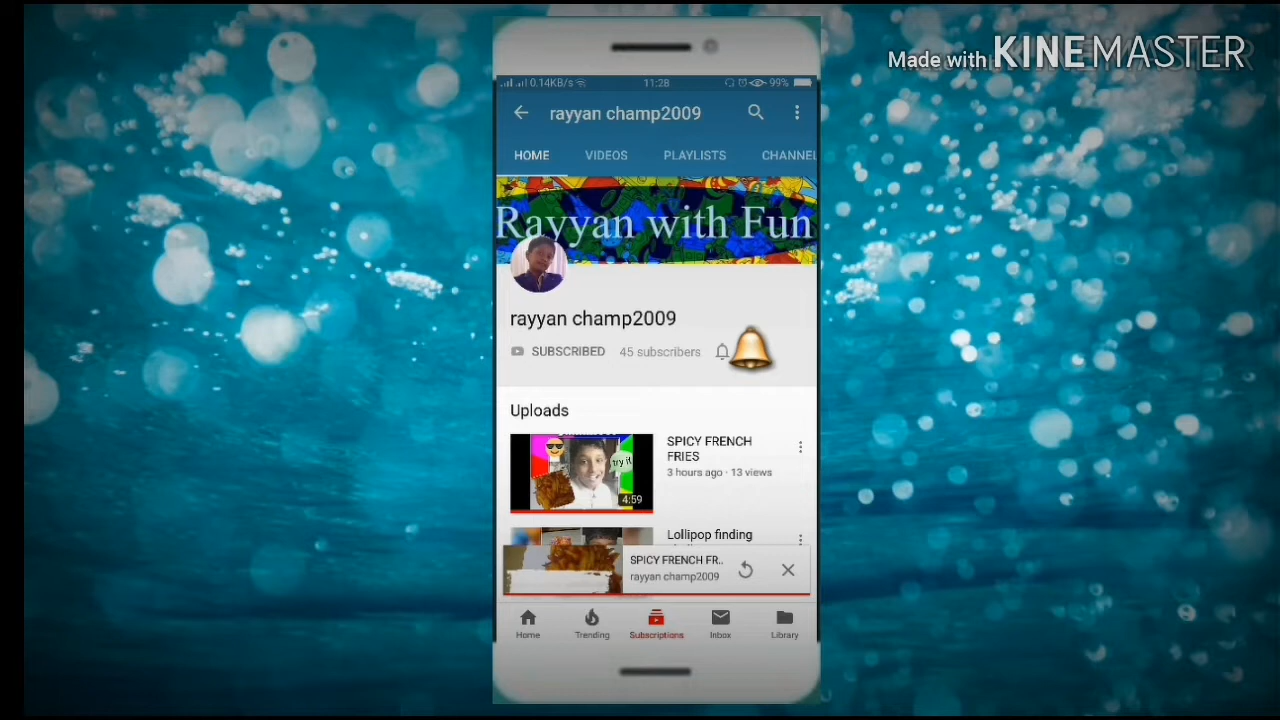 Made with KINEMASTER
0.14KB/s 11:28 99%
rayyan champ2009
HOME VIDEOS PLAYLISTS CHANNEL
Rayyan with Fun
rayyan champ2009
SUBSCRIBED 45 subscribers
Uploads
try it
4:59
SPICY FRENCH
FRIES
3 hours ago · 13 views
Lollipop finding
SPICY FRENCH FR..
rayyan champ2009
Home Trending Subscriptions Inbox Library